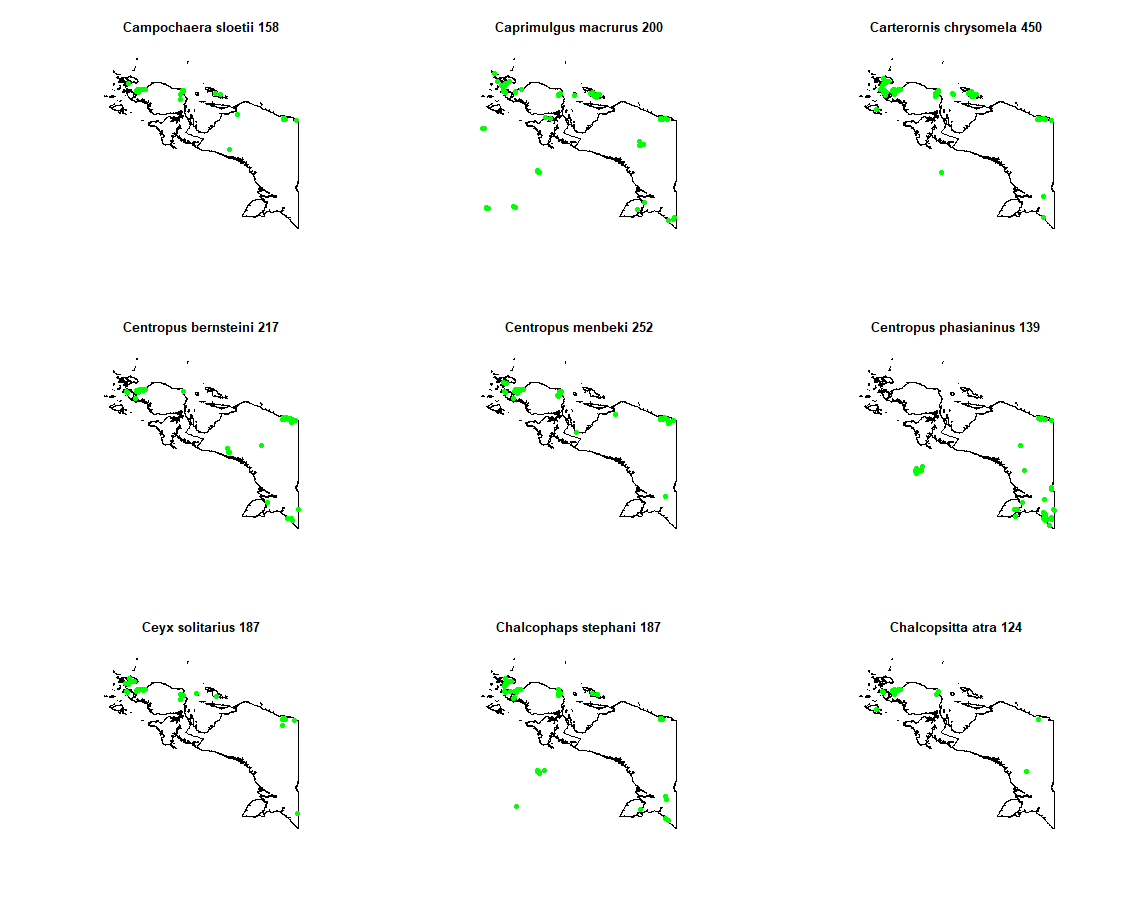 Campochaera sloetii 158
Caprimulgus macrurus 200
Carterornis chrysomela 450
Centropus bernsteini 217
Centropus menbeki 252
Centropus phasianinus 139
Ceyx solitarius 187
Chalcophaps stephani 187
Chalcopsitta atra 124